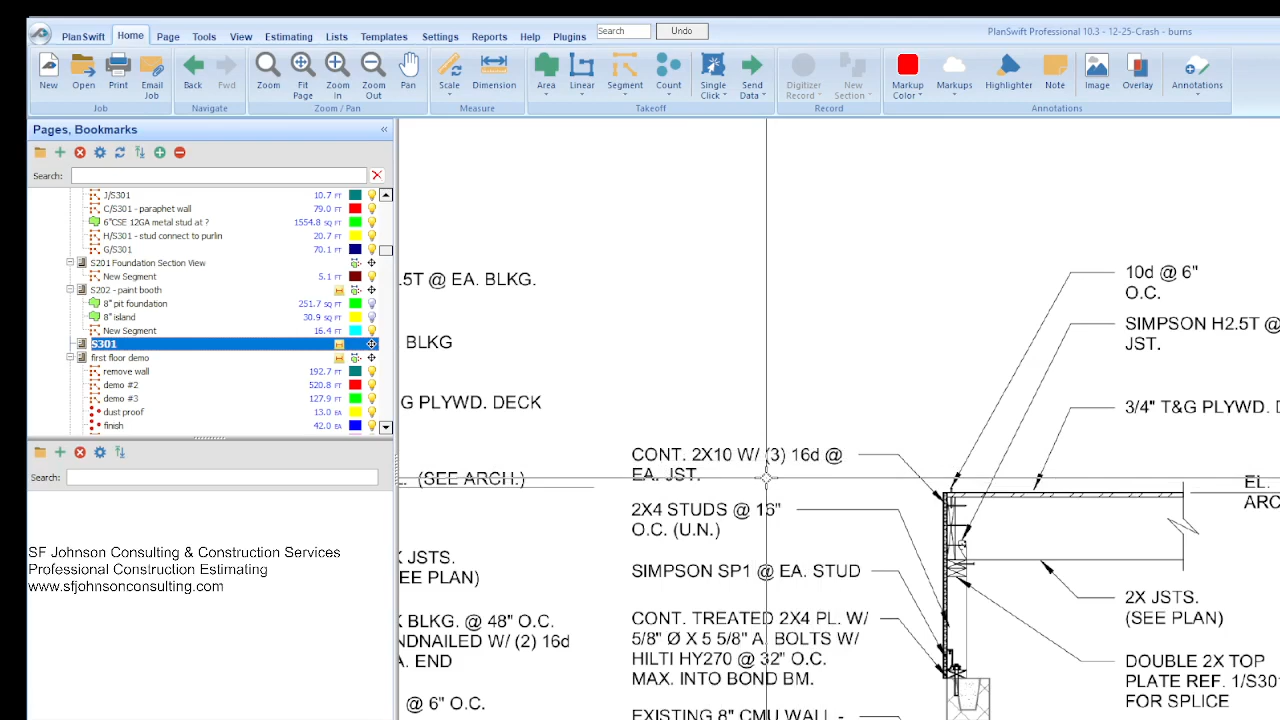 PlanSwift Home Page Tools View Estimating Lists Templates Settings Reports Help Plugins Search Undo PlanSwift Professional 10.3 - 12-25-Crash - burns
New Open Print Email Job Back Fwd Zoom Fit Page Zoom In Zoom Out Pan Scale Dimension Area Linear Segment Count Single Click Send Data Digitizer Record New Section Markup Color Markups Highlighter Note Image Overlay Annotations
Job Navigate Zoom / Pan Measure Takeoff Record Annotations
Pages, Bookmarks
Search:
J/S301 10.7 FT
C/S301 - paraphet wall 79.0 FT
6"CSE 12GA metal stud at ? 1554.8 SQ FT
H/S301 - stud connect to purlin 20.7 FT
G/S301 70.1 FT
S201 Foundation Section View
New Segment 5.1 FT
S202 - paint booth
8" pit foundation 251.7 SQ FT
8" island 30.9 SQ FT
New Segment 16.4 FT
S301
first floor demo
remove wall 192.7 FT
demo #2 520.8 FT
demo #3 127.9 FT
dust proof 13.0 EA
finish 42.0 EA
Search:
SF Johnson Consulting & Construction Services
Professional Construction Estimating
www.sfjohnsonconsulting.com
.5T @ EA. BLKG.
BLKG
G PLYWD. DECK
(SEE ARCH.)
JSTS.
(SEE PLAN)
BLKG. @ 48" O.C.
W/ (2) 16d
END
@ 6" O.C.
CONT. 2X10 W/ (3) 16d @
EA. JST.
2X4 STUDS @ 16"
O.C. (U.N.)
SIMPSON SP1 @ EA. STUD
CONT. TREATED 2X4 PL. W/
5/8" Ø X 5 5/8" A. BOLTS W/
HILTI HY270 @ 32" O.C.
MAX. INTO BOND BM.
EXISTING 8" CMU WALL -
10d @ 6"
O.C.
SIMPSON H2.5T @
JST.
3/4" T&G PLYWD.
EL.
2X JSTS.
(SEE PLAN)
DOUBLE 2X TOP
PLATE REF. 1/S30
FOR SPLICE